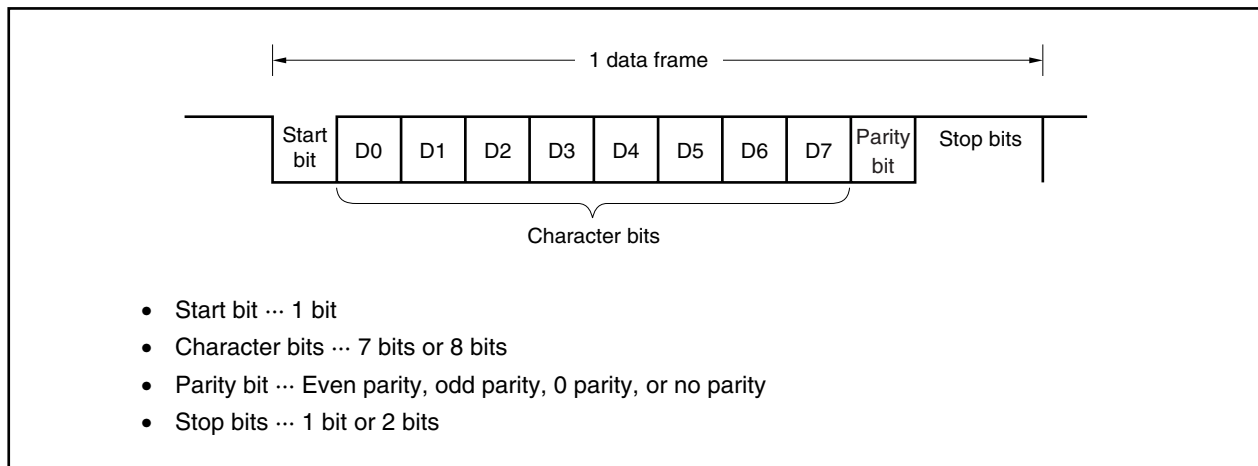 1 data frame
Start bit D0 D1 D2 D3 D4 D5 D6 D7 Parity bit Stop bits
Character bits
• Start bit ··· 1 bit
• Character bits ··· 7 bits or 8 bits
• Parity bit ··· Even parity, odd parity, 0 parity, or no parity
• Stop bits ··· 1 bit or 2 bits